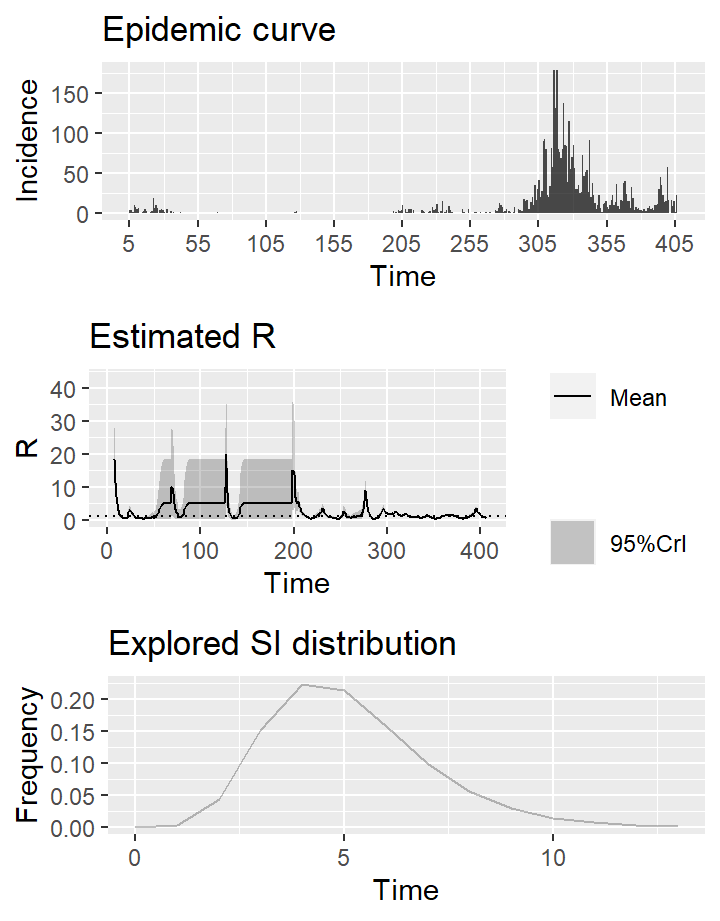 Epidemic curve
150
100
50
0
Incidence
5 55 105 155 205 255 305 355 405
Time
Estimated R
40
30
20
10
0
R
0 100 200 300 400
Time
Mean
95%CrI
Explored SI distribution
0.20
0.15
0.10
0.05
0.00
Frequency
0 5 10
Time